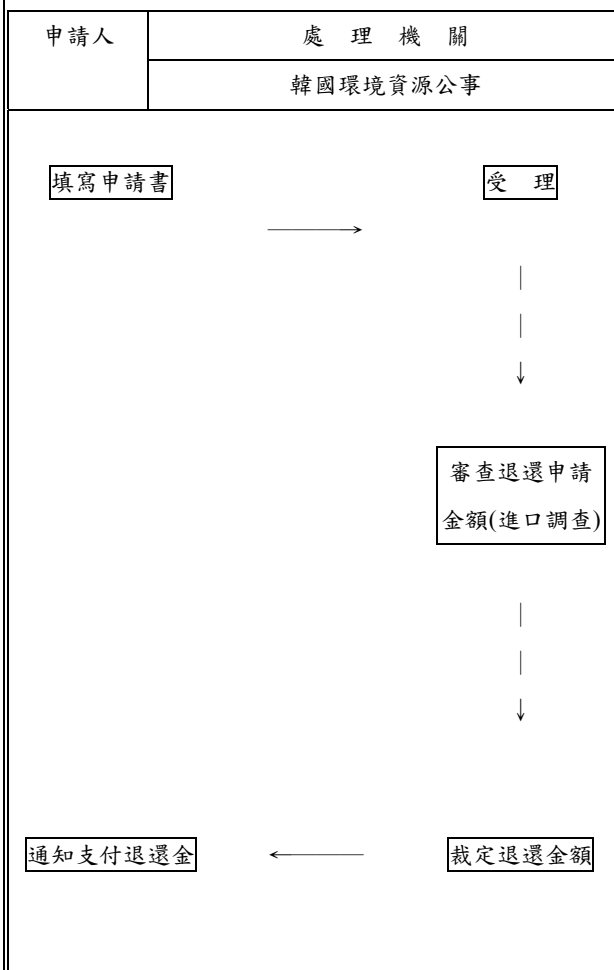 申請人
處 理 機 關
韓國環境資源公事
填寫申請書
受 理
審查退還申請
金額(進口調查)
通知支付退還金
裁定退還金額